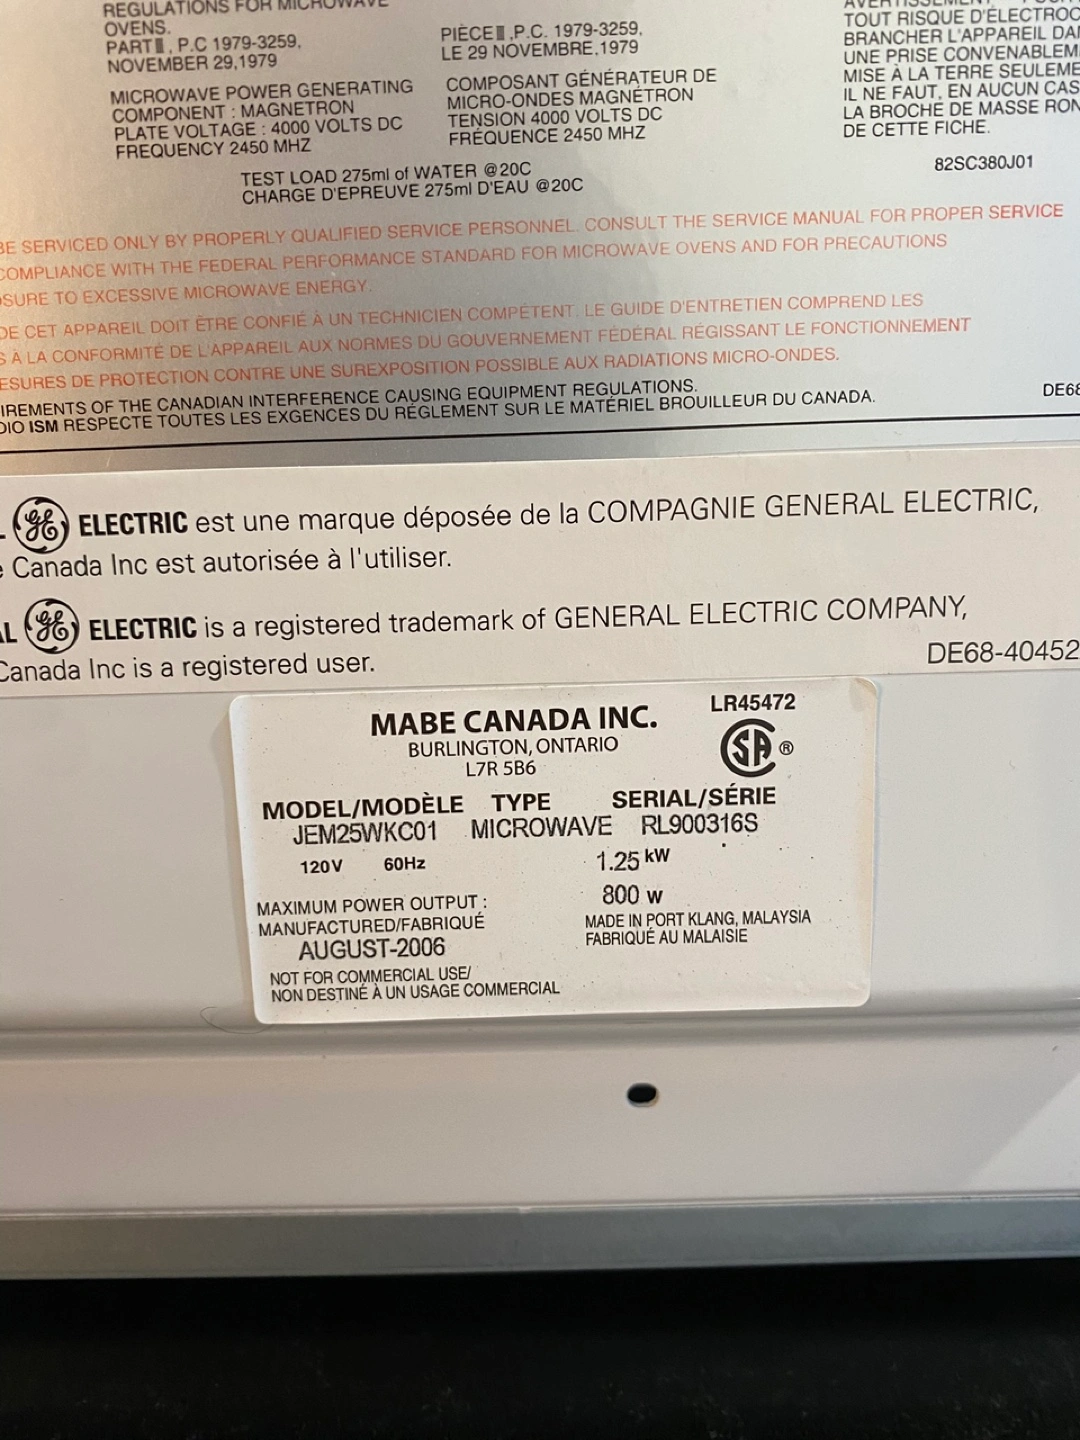 REGULATIONS FOR MICROWAVE
OVENS.
PART III, P.C 1979-3259,
NOVEMBER 29,1979
PIÈCE III ,P.C. 1979-3259,
LE 29 NOVEMBRE,1979
MICROWAVE POWER GENERATING
COMPONENT : MAGNETRON
PLATE VOLTAGE : 4000 VOLTS DC
FREQUENCY 2450 MHZ
COMPOSANT GÉNÉRATEUR DE
MICRO-ONDES MAGNÉTRON
TENSION 4000 VOLTS DC
FRÉQUENCE 2450 MHZ
TOUT RISQUE D'ÉLECTROC
BRANCHER L'APPAREIL DA
UNE PRISE CONVENABLEM
MISE À LA TERRE SEULEME
IL NE FAUT, EN AUCUN CAS
LA BROCHE DE MASSE RON
DE CETTE FICHE.
82SC380J01
TEST LOAD 275ml of WATER @20C
CHARGE D'EPREUVE 275ml D'EAU @20C
BE SERVICED ONLY BY PROPERLY QUALIFIED SERVICE PERSONNEL. CONSULT THE SERVICE MANUAL FOR PROPER SERVICE
COMPLIANCE WITH THE FEDERAL PERFORMANCE STANDARD FOR MICROWAVE OVENS AND FOR PRECAUTIONS
SURE TO EXCESSIVE MICROWAVE ENERGY.
DE CET APPAREIL DOIT ÊTRE CONFIÉ À UN TECHNICIEN COMPÉTENT. LE GUIDE D'ENTRETIEN COMPREND LES
S À LA CONFORMITÉ DE L'APPAREIL AUX NORMES DU GOUVERNEMENT FÉDÉRAL RÉGISSANT LE FONCTIONNEMENT
ESURES DE PROTECTION CONTRE UNE SUREXPOSITION POSSIBLE AUX RADIATIONS MICRO-ONDES.
IREMENTS OF THE CANADIAN INTERFERENCE CAUSING EQUIPMENT REGULATIONS.
DIO ISM RESPECTE TOUTES LES EXGENCES DU RÉGLEMENT SUR LE MATÉRIEL BROUILLEUR DU CANADA.
DE68
L GE ELECTRIC est une marque déposée de la COMPAGNIE GENERAL ELECTRIC,
e Canada Inc est autorisée à l'utiliser.
AL GE ELECTRIC is a registered trademark of GENERAL ELECTRIC COMPANY,
Canada Inc is a registered user.
DE68-40452
MABE CANADA INC.
BURLINGTON, ONTARIO
L7R 5B6
LR45472
SA ®
MODEL/MODÈLE TYPE SERIAL/SÉRIE
JEM25WKC01 MICROWAVE RL900316S
120V 60Hz 1.25 kW
MAXIMUM POWER OUTPUT : 800 W
MANUFACTURED/FABRIQUÉ
AUGUST-2006
MADE IN PORT KLANG, MALAYSIA
FABRIQUÉ AU MALAISIE
NOT FOR COMMERCIAL USE/
NON DESTINÉ À UN USAGE COMMERCIAL